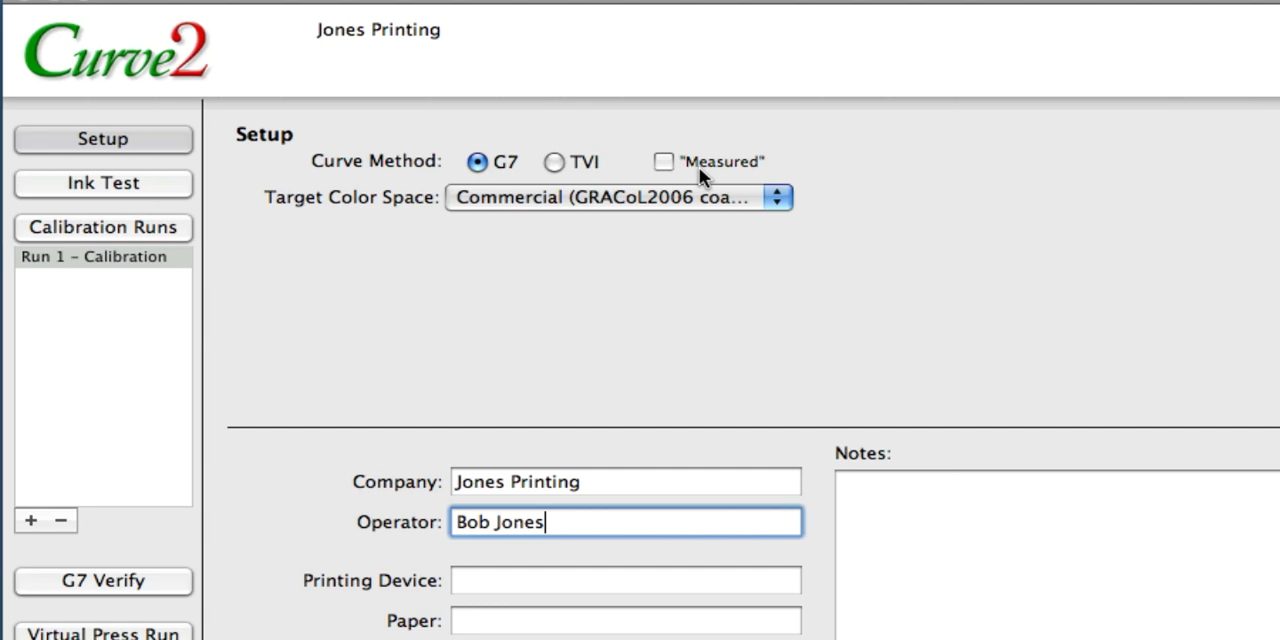 Curve2
Jones Printing
Setup
Ink Test
Calibration Runs
Run 1 – Calibration
+ −
G7 Verify
Virtual Press Run
Setup
Curve Method: G7 TVI "Measured"
Target Color Space: Commercial (GRACoL2006 coa...
Company: Jones Printing
Operator: Bob Jones
Printing Device:
Paper:
Notes: